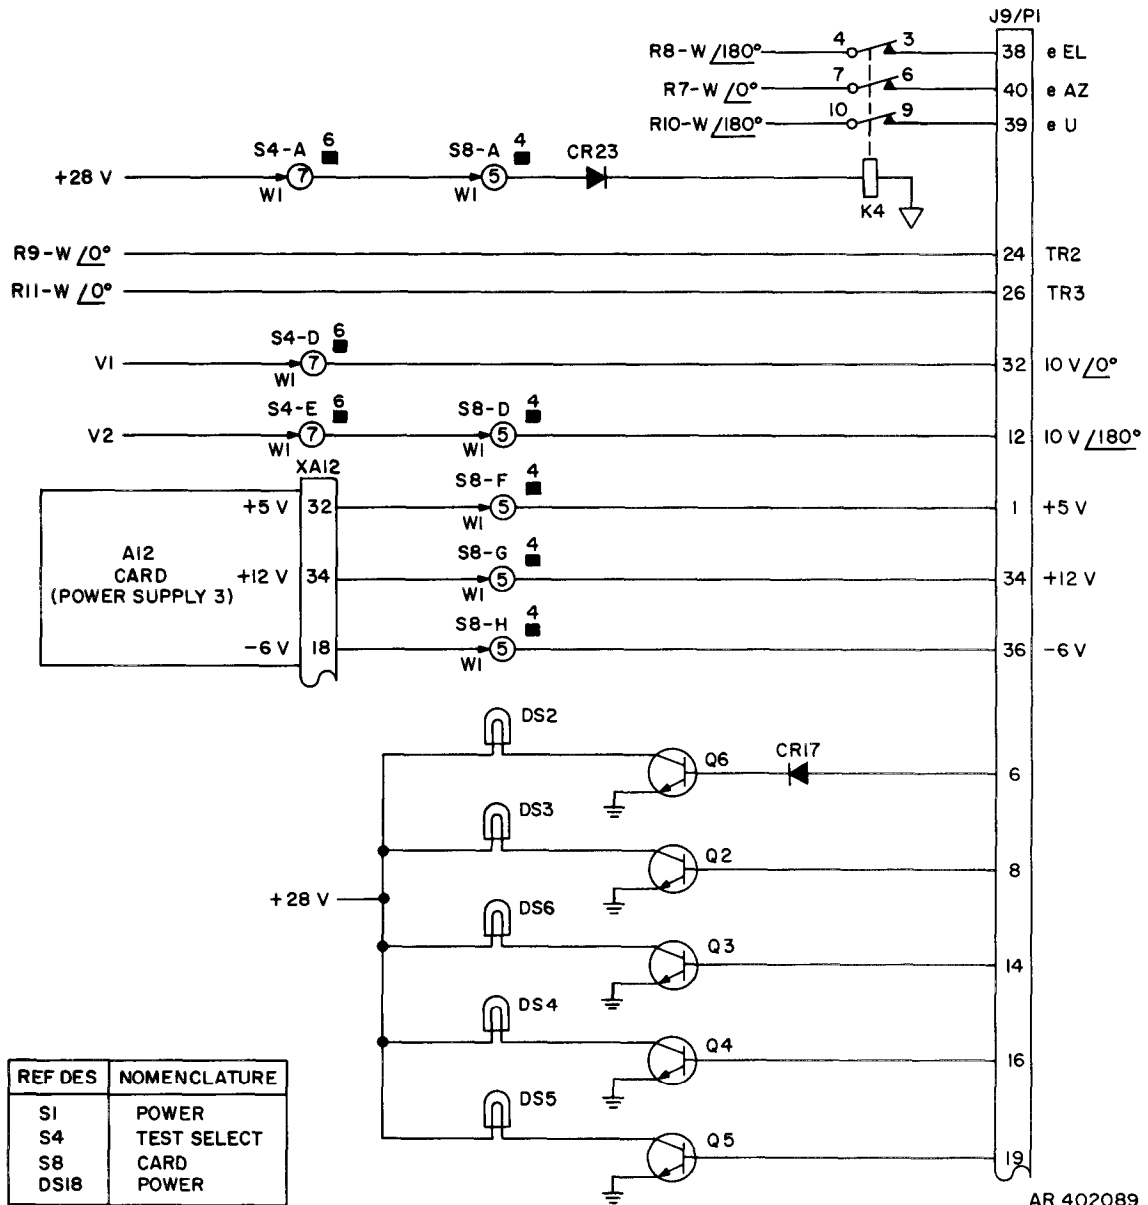 J9/P1
R8-W /180° 4 3 38 e EL
R7-W /0° 7 6 40 e AZ
R10-W /180° 10 9 39 e U
S4-A 6 S8-A 4 CR23
+28 V 7 5
W1 W1 K4
R9-W /0° 24 TR2
R11-W /0° 26 TR3
S4-D 6
V1 7 32 10 V /0°
W1
S4-E 6 S8-D 4
V2 7 5 12 10 V /180°
W1 W1
XA12
S8-F 4
+5 V 32 5 1 +5 V
W1
A12
CARD
(POWER SUPPLY 3)
S8-G 4
+12 V 34 5 34 +12 V
W1
S8-H 4
-6 V 18 5 36 -6 V
W1
DS2
Q6 CR17 6
DS3
Q2 8
+28 V
DS6
Q3 14
DS4
Q4 16
DS5
Q5 19
REF DES NOMENCLATURE
S1 POWER
S4 TEST SELECT
S8 CARD
DS18 POWER
AR 402089